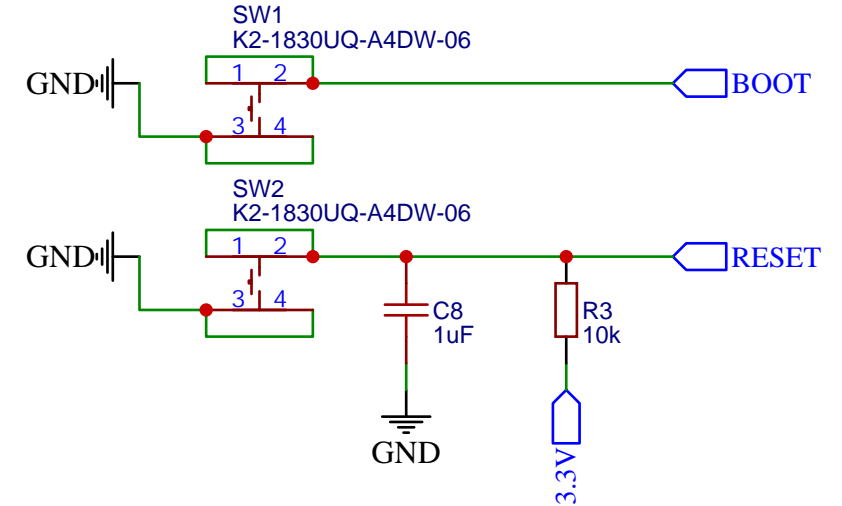 SW1
K2-1830UQ-A4DW-06
1 2
GND
BOOT
3 4
SW2
K2-1830UQ-A4DW-06
1 2
GND
RESET
3 4
C8
1uF
R3
10k
GND
3.3V